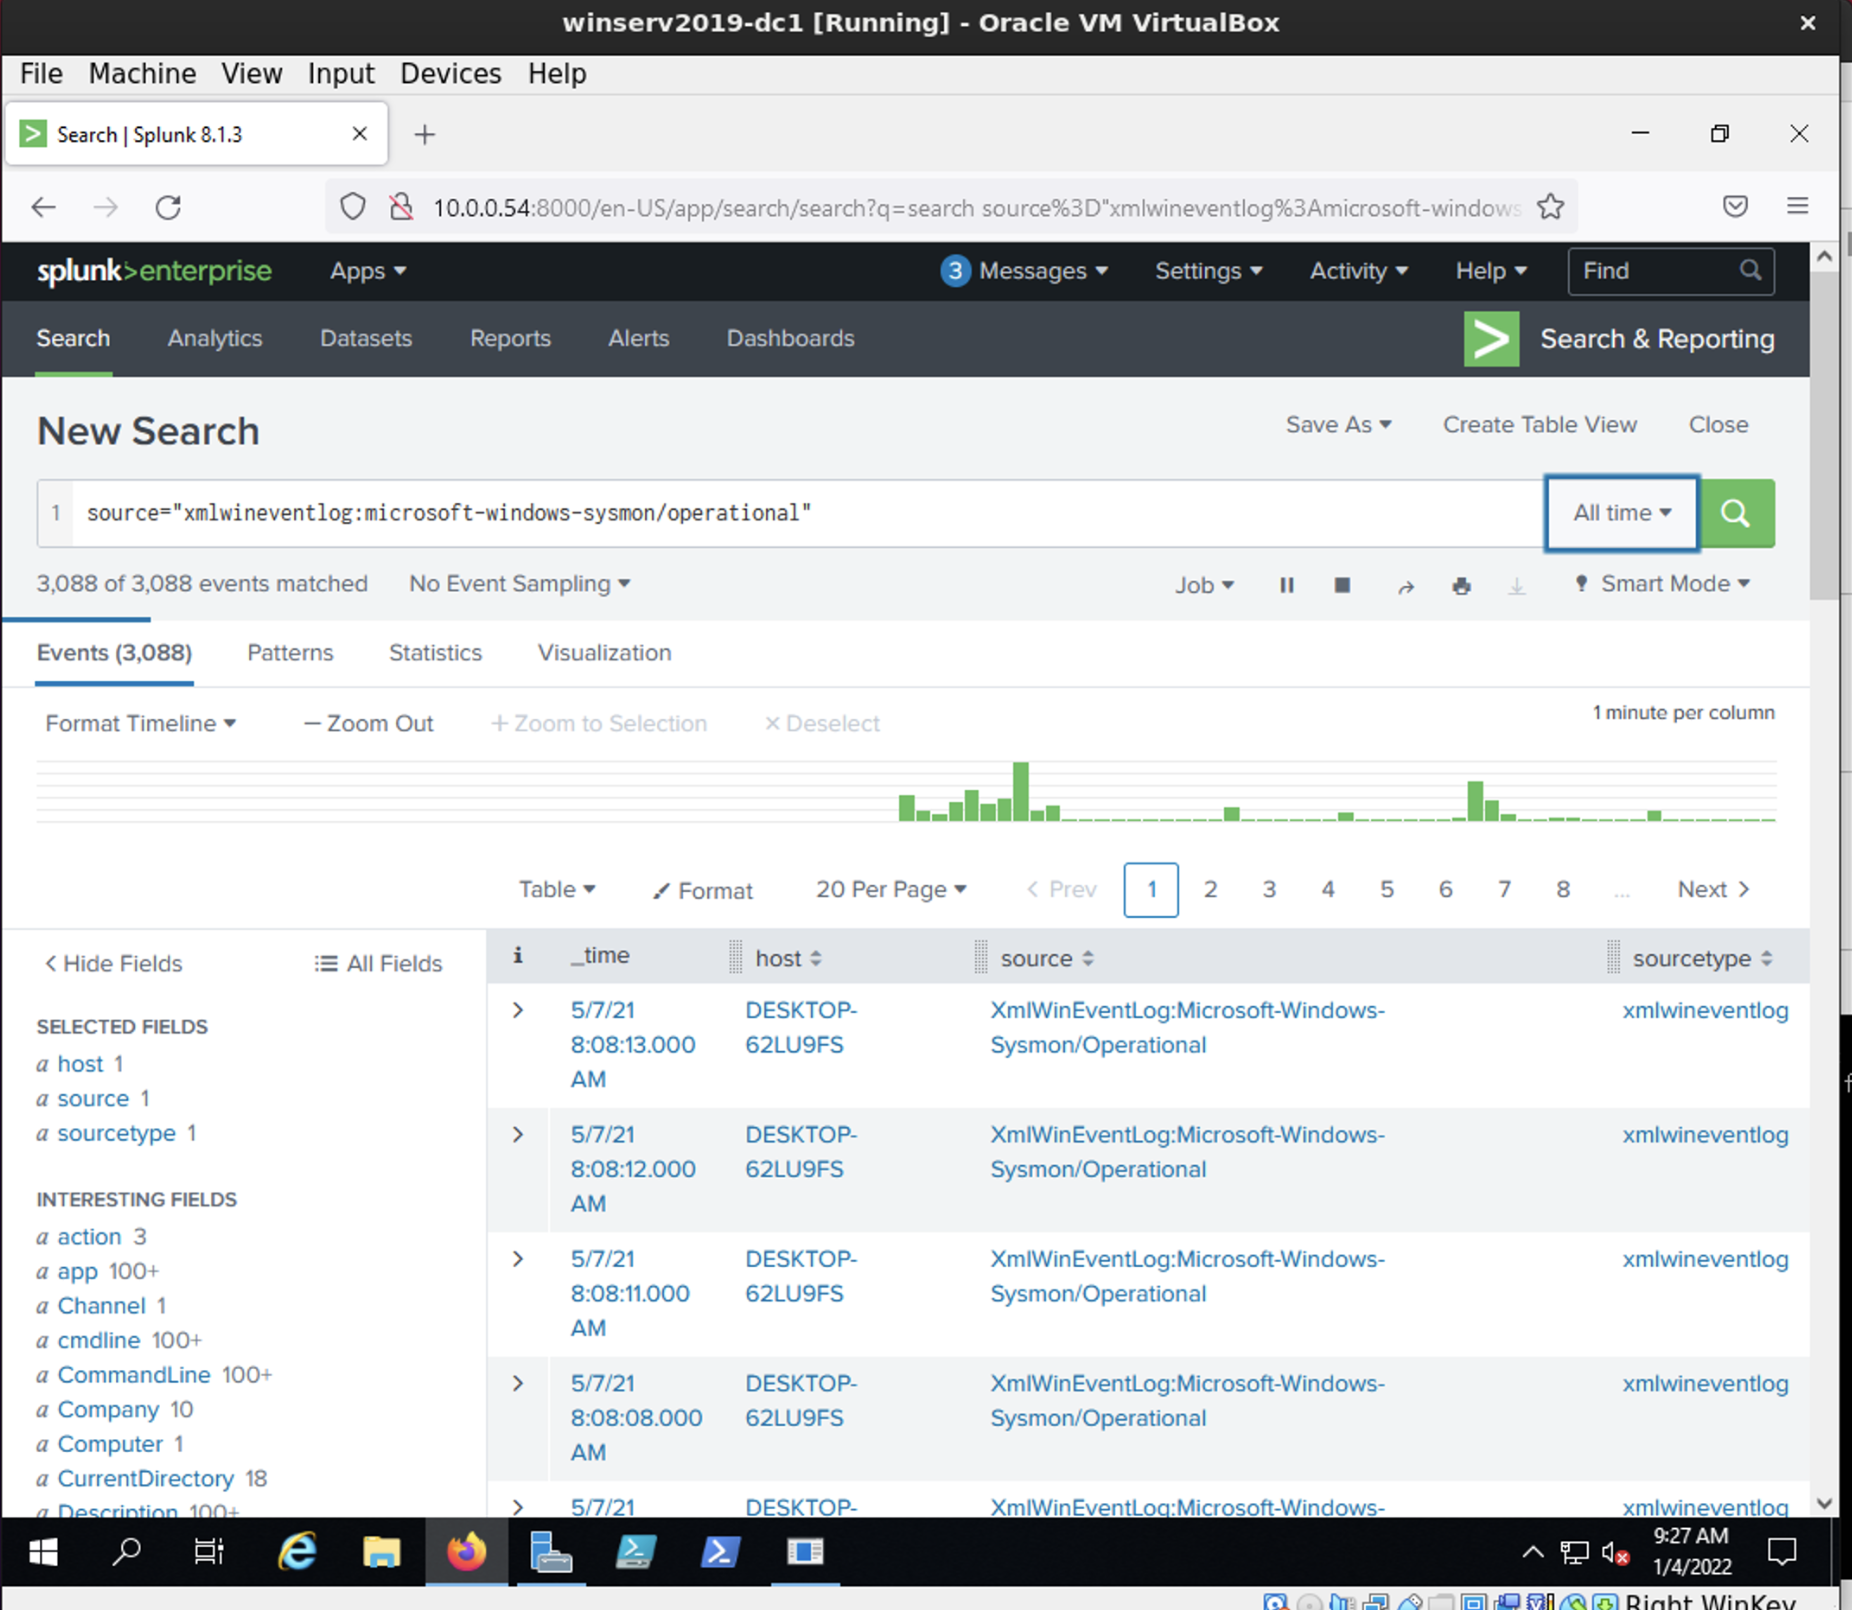 winserv2019-dc1 [Running] - Oracle VM VirtualBox
File Machine View Input Devices Help
Search | Splunk 8.1.3
10.0.0.54:8000/en-US/app/search/search?q=search source%3D"xmlwineventlog%3Amicrosoft-windows
splunk>enterprise Apps 3 Messages Settings Activity Help Find
Search Analytics Datasets Reports Alerts Dashboards Search & Reporting
New Search
Save As Create Table View Close
1 source="xmlwineventlog:microsoft-windows-sysmon/operational" All time
3,088 of 3,088 events matched No Event Sampling Job Smart Mode
Events (3,088) Patterns Statistics Visualization
Format Timeline — Zoom Out + Zoom to Selection × Deselect 1 minute per column
Table Format 20 Per Page < Prev 1 2 3 4 5 6 7 8 ... Next >
< Hide Fields All Fields
SELECTED FIELDS
a host 1
a source 1
a sourcetype 1
INTERESTING FIELDS
a action 3
a app 100+
a Channel 1
a cmdline 100+
a CommandLine 100+
a Company 10
a Computer 1
a CurrentDirectory 18
a Description 100+
i _time host source sourcetype
> 5/7/21 DESKTOP- XmlWinEventLog:Microsoft-Windows- xmlwineventlog
8:08:13.000 62LU9FS Sysmon/Operational
AM
> 5/7/21 DESKTOP- XmlWinEventLog:Microsoft-Windows- xmlwineventlog
8:08:12.000 62LU9FS Sysmon/Operational
AM
> 5/7/21 DESKTOP- XmlWinEventLog:Microsoft-Windows- xmlwineventlog
8:08:11.000 62LU9FS Sysmon/Operational
AM
> 5/7/21 DESKTOP- XmlWinEventLog:Microsoft-Windows- xmlwineventlog
8:08:08.000 62LU9FS Sysmon/Operational
AM
> 5/7/21 DESKTOP- XmlWinEventLog:Microsoft-Windows- xmlwineventlog
9:27 AM
1/4/2022
Right WinKey